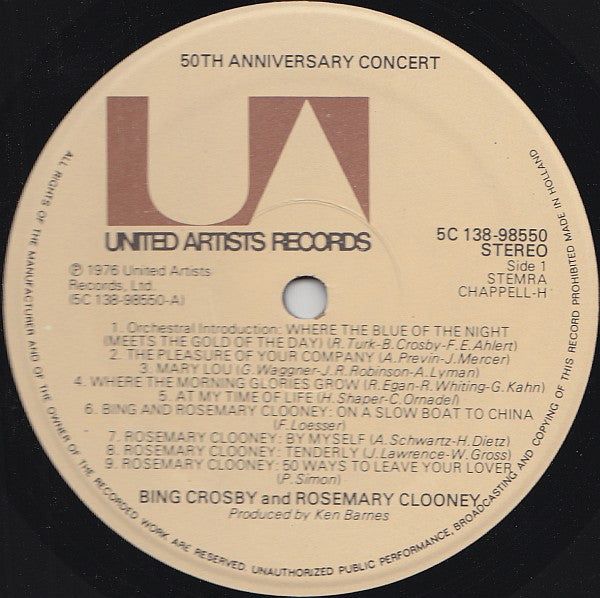 50TH ANNIVERSARY CONCERT
UA
UNITED ARTISTS RECORDS
5C 138-98550
STEREO
Side 1
STEMRA
CHAPPELL-H
℗ 1976 United Artists
Records, Ltd.
(5C 138-98550-A)
1. Orchestral Introduction: WHERE THE BLUE OF THE NIGHT
(MEETS THE GOLD OF THE DAY) (R.Turk-B.Crosby-F.E.Ahlert)
2. THE PLEASURE OF YOUR COMPANY (A.Previn-J.Mercer)
3. MARY LOU (G.Waggner-J.R.Robinson-A.Lyman)
4. WHERE THE MORNING GLORIES GROW (R.Egan-R.Whiting-G.Kahn)
5. AT MY TIME OF LIFE (H.Shaper-C.Ornadel)
6. BING AND ROSEMARY CLOONEY: ON A SLOW BOAT TO CHINA
(F.Loesser)
7. ROSEMARY CLOONEY: BY MYSELF (A.Schwartz-H.Dietz)
8. ROSEMARY CLOONEY: TENDERLY (J.Lawrence-W.Gross)
9. ROSEMARY CLOONEY: 50 WAYS TO LEAVE YOUR LOVER
(P.Simon)
BING CROSBY and ROSEMARY CLOONEY
Produced by Ken Barnes
ALL RIGHTS OF THE MANUFACTURER AND OF THE OWNER OF THE RECORDED WORK ARE RESERVED. UNAUTHORIZED PUBLIC PERFORMANCE, BROADCASTING AND COPYING OF THIS RECORD PROHIBITED MADE IN HOLLAND